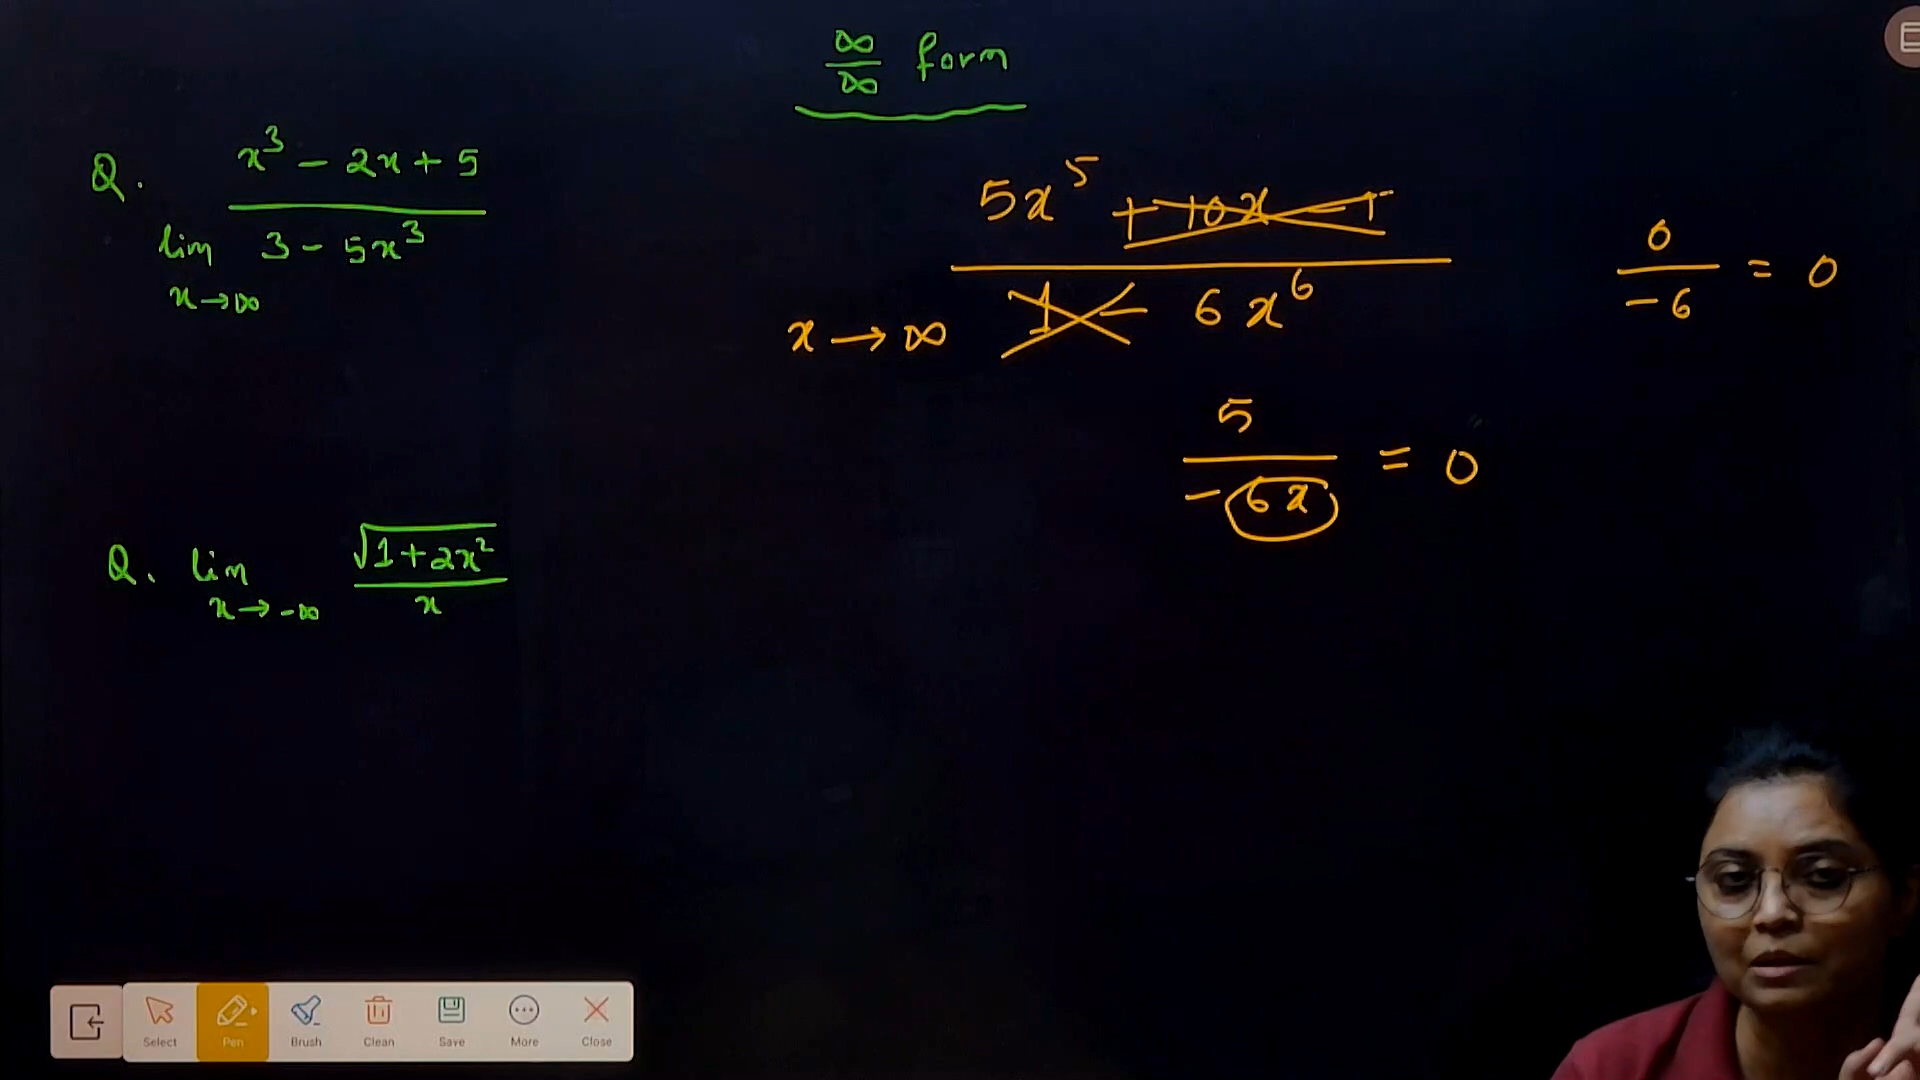 ∞/∞ form
Q. lim x→∞ (x³ - 2x + 5)/(3 - 5x³)
x → ∞ (5x⁵ + 10x - 1)/(1 - 6x⁶)
0/-6 = 0
5/-6x = 0
Q. lim x→-∞ √(1+2x²)/x
Select Pen Brush Clean Save More Close